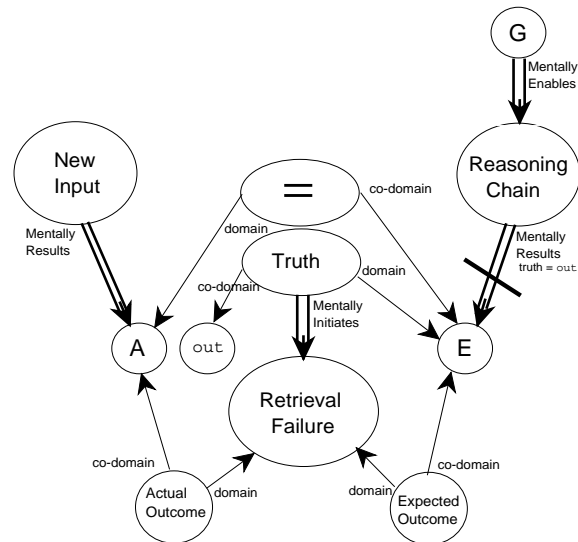 G
Mentally
Enables
New
Input
Reasoning
Chain
=
co-domain
Mentally
Results
domain
Mentally
Results
truth = out
Truth
domain
co-domain
Mentally
Initiates
A
out
E
Retrieval
Failure
co-domain
co-domain
Actual
Outcome
domain
domain
Expected
Outcome